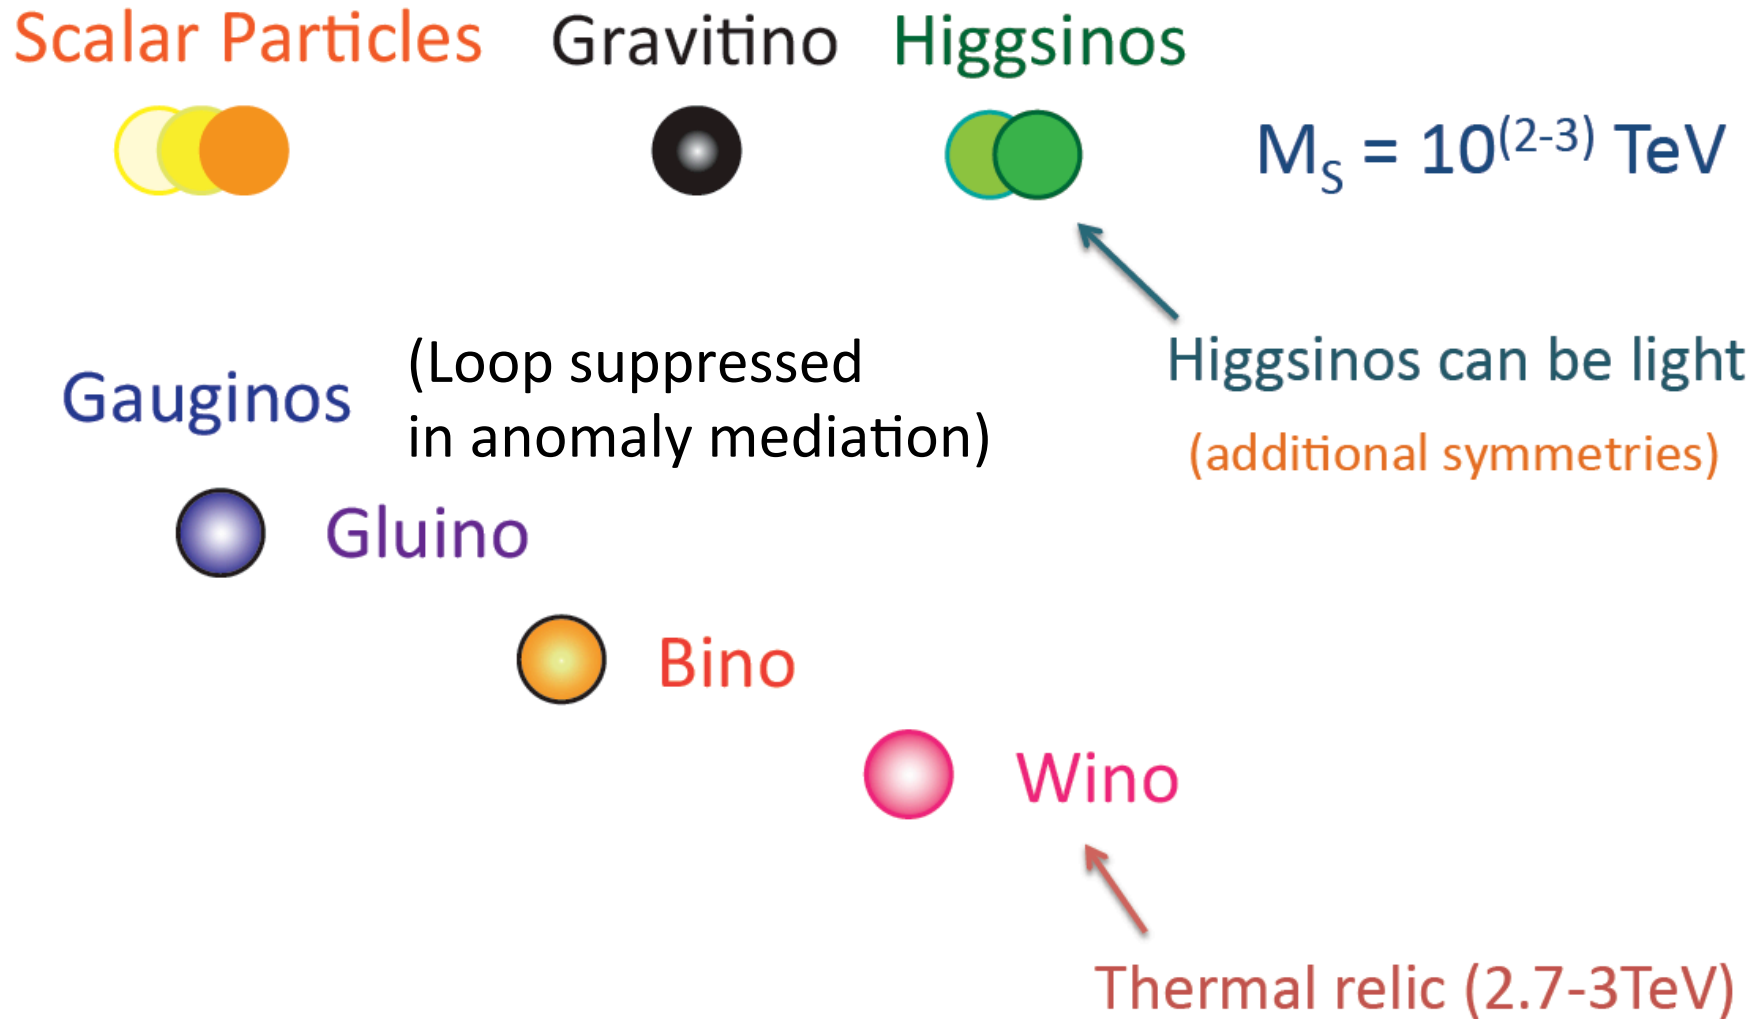 Scalar Particles
Gravitino
Higgsinos
M_S = 10^(2-3) TeV
Gauginos
(Loop suppressed
in anomaly mediation)
Higgsinos can be light
(additional symmetries)
Gluino
Bino
Wino
Thermal relic (2.7-3TeV)